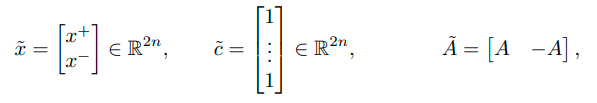 x̃ = [x⁺ x⁻] ∈ ℝ²ⁿ, c̃ = [1 ⋮ 1] ∈ ℝ²ⁿ, Ã = [A −A],